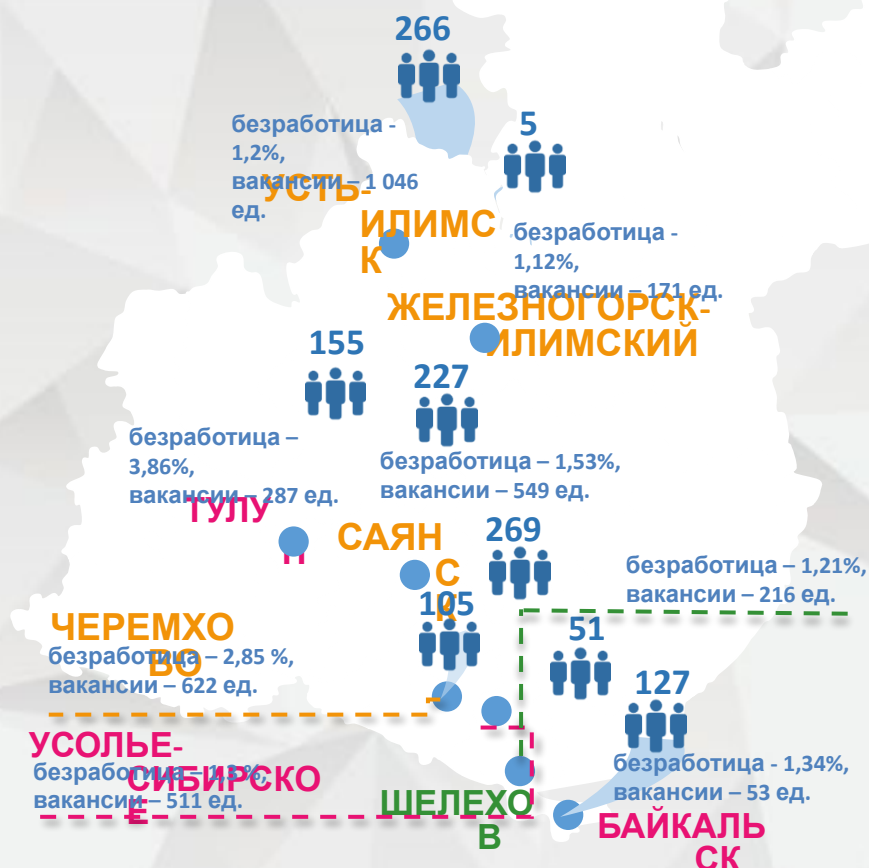 266
безработица -
1,2%,
вакансии – 1 046
ед.
УСТЬ-
ИЛИМС
К
5
безработица -
1,12%,
вакансии – 171 ед.
ЖЕЛЕЗНОГОРСК-
ИЛИМСКИЙ
155
безработица –
3,86%,
вакансии – 287 ед.
ТУЛУ
Н
227
безработица – 1,53%,
вакансии – 549 ед.
САЯН
С
К
269
безработица – 1,21%,
вакансии – 216 ед.
105
ЧЕРЕМХО
ВО
безработица – 2,85 %,
вакансии – 622 ед.
51
127
УСОЛЬЕ-
СИБИРСКО
Е
безработица – 1,3 %,
вакансии – 511 ед.
ШЕЛЕХО
В
безработица - 1,34%,
вакансии – 53 ед.
БАЙКАЛЬ
СК